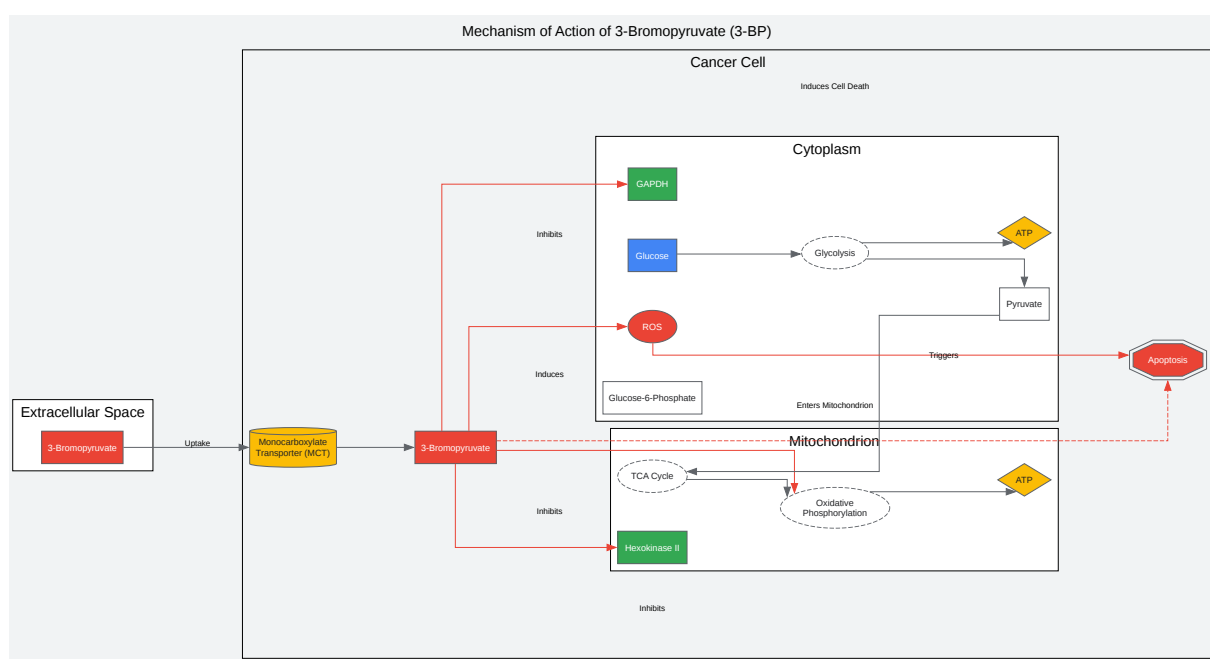 Mechanism of Action of 3-Bromopyruvate (3-BP)
Cancer Cell
Induces Cell Death
Cytoplasm
GAPDH
Inhibits
Glucose
Glycolysis
ATP
Pyruvate
ROS
Triggers
Apoptosis
Induces
Glucose-6-Phosphate
Enters Mitochondrion
Extracellular Space
3-Bromopyruvate
Uptake
Monocarboxylate
Transporter (MCT)
3-Bromopyruvate
Mitochondrion
TCA Cycle
ATP
Oxidative
Phosphorylation
Inhibits
Hexokinase II
Inhibits